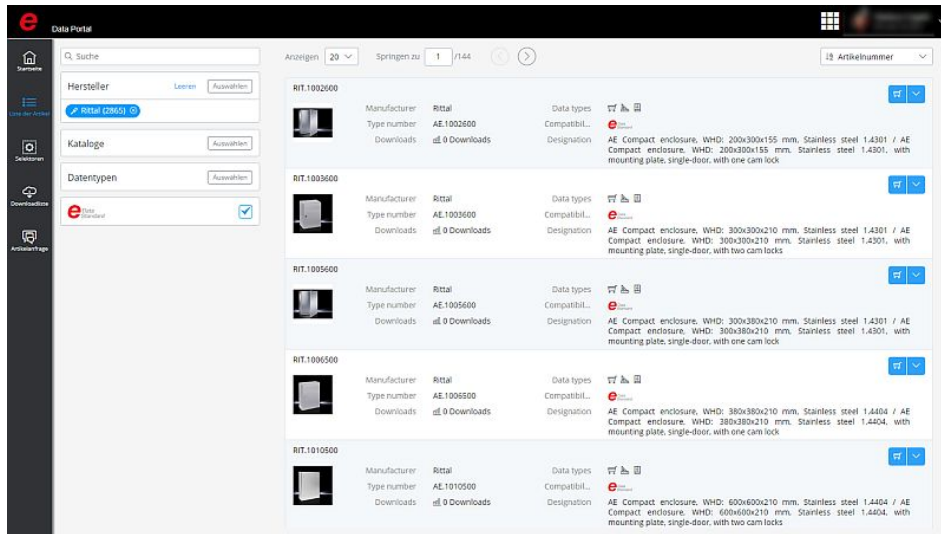 e Data Portal
Startseite
Liste der Artikel
Selektoren
Downloadliste
Artikelanfrage
Suche
Hersteller Leeren Auswählen
Rittal (2865)
Kataloge Auswählen
Datentypen Auswählen
e Data Standard
Anzeigen 20 Springen zu 1 /144 Artikelnummer
RIT.1002600
Manufacturer Rittal Data types
Type number AE.1002600 Compatibil... e
Downloads 0 Downloads Designation AE Compact enclosure, WHD: 200x300x155 mm, Stainless steel 1.4301 / AE
Compact enclosure, WHD: 200x300x155 mm, Stainless steel 1.4301, with
mounting plate, single-door, with one cam lock
RIT.1003600
Manufacturer Rittal Data types
Type number AE.1003600 Compatibil... e
Downloads 0 Downloads Designation AE Compact enclosure, WHD: 300x300x210 mm, Stainless steel 1.4301 / AE
Compact enclosure, WHD: 300x300x210 mm, Stainless steel 1.4301, with
mounting plate, single-door, with two cam locks
RIT.1005600
Manufacturer Rittal Data types
Type number AE.1005600 Compatibil... e
Downloads 0 Downloads Designation AE Compact enclosure, WHD: 300x380x210 mm, Stainless steel 1.4301 / AE
Compact enclosure, WHD: 300x380x210 mm, Stainless steel 1.4301, with
mounting plate, single-door, with one cam lock
RIT.1006500
Manufacturer Rittal Data types
Type number AE.1006500 Compatibil... e
Downloads 0 Downloads Designation AE Compact enclosure, WHD: 380x380x210 mm, Stainless steel 1.4404 / AE
Compact enclosure, WHD: 380x380x210 mm, Stainless steel 1.4404, with
mounting plate, single-door, with one cam lock
RIT.1010500
Manufacturer Rittal Data types
Type number AE.1010500 Compatibil... e
Downloads 0 Downloads Designation AE Compact enclosure, WHD: 600x600x210 mm, Stainless steel 1.4404 / AE
Compact enclosure, WHD: 600x600x210 mm, Stainless steel 1.4404, with
mounting plate, single-door, with two cam locks